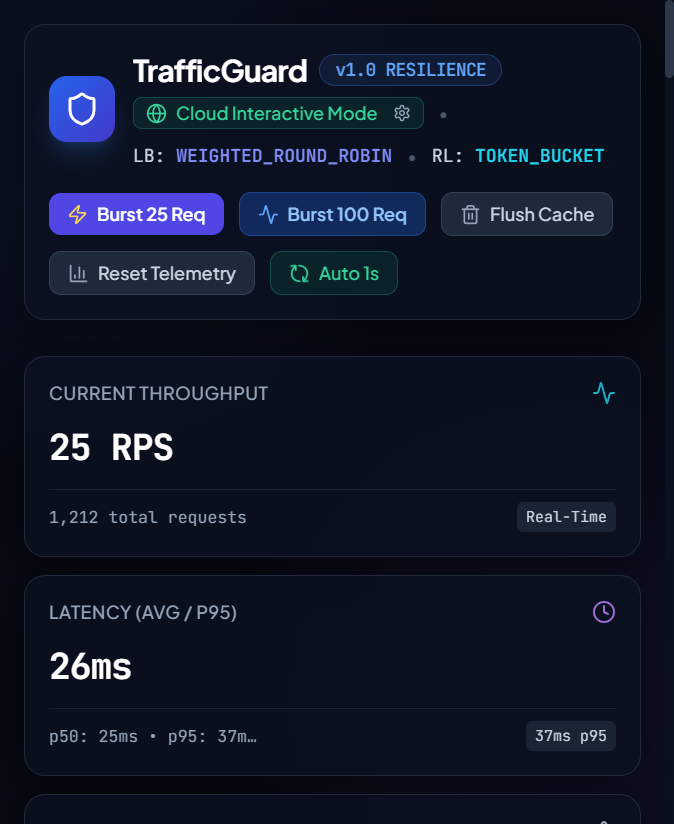 TrafficGuard v1.0 RESILIENCE
Cloud Interactive Mode •
LB: WEIGHTED_ROUND_ROBIN • RL: TOKEN_BUCKET
Burst 25 Req Burst 100 Req Flush Cache
Reset Telemetry Auto 1s
CURRENT THROUGHPUT
25 RPS
1,212 total requests Real-Time
LATENCY (AVG / P95)
26ms
p50: 25ms • p95: 37m… 37ms p95